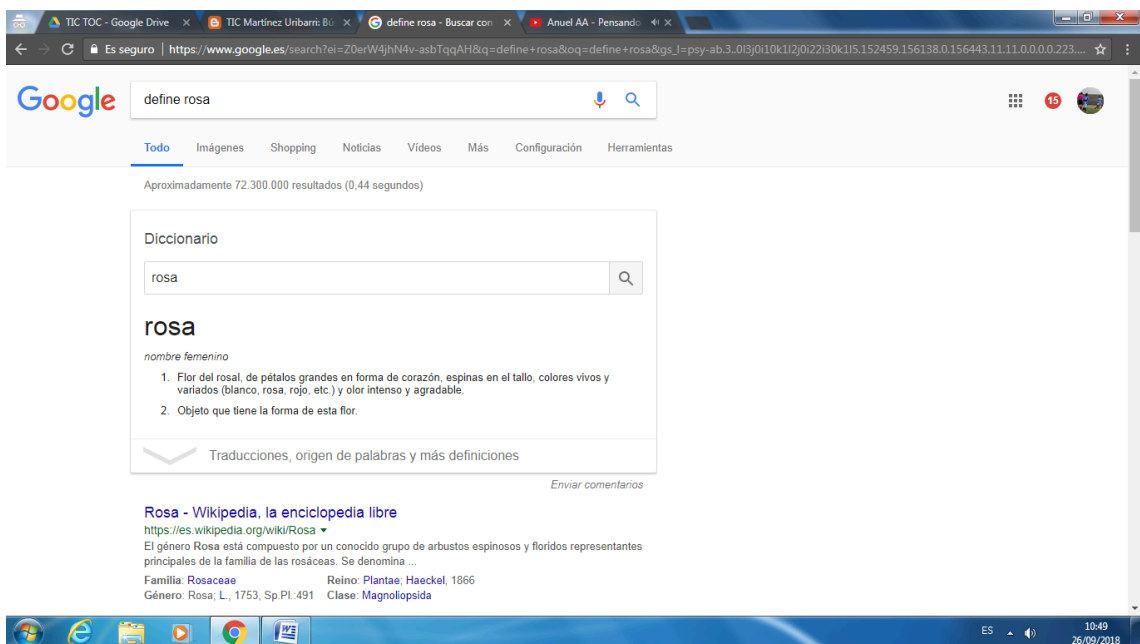 TIC TOC - Google Drive
TIC Martínez Uribarri: Bú
define rosa - Buscar con
Anuel AA - Pensando
Es seguro | https://www.google.es/search?ei=Z0erW4jhN4v-asbTqqAH&q=define+rosa&oq=define+rosa&gs_l=psy-ab.3..0l3j0i10k1l2j0i22i30k1l5.152459.156138.0.156443.11.11.0.0.0.0.223....
Google
define rosa
15
Todo Imágenes Shopping Noticias Vídeos Más Configuración Herramientas
Aproximadamente 72.300.000 resultados (0,44 segundos)
Diccionario
rosa
rosa
nombre femenino
1. Flor del rosal, de pétalos grandes en forma de corazón, espinas en el tallo, colores vivos y
variados (blanco, rosa, rojo, etc.) y olor intenso y agradable.
2. Objeto que tiene la forma de esta flor.
Traducciones, origen de palabras y más definiciones
Enviar comentarios
Rosa - Wikipedia, la enciclopedia libre
https://es.wikipedia.org/wiki/Rosa
El género Rosa está compuesto por un conocido grupo de arbustos espinosos y floridos representantes
principales de la familia de las rosáceas. Se denomina ...
Familia: Rosaceae Reino: Plantae; Haeckel, 1866
Género: Rosa; L., 1753, Sp.Pl.:491 Clase: Magnoliopsida
ES
10:49
26/09/2018